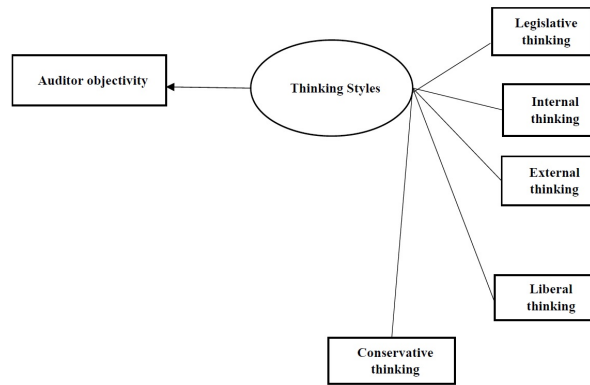 Legislative
thinking
Auditor objectivity
Thinking Styles
Internal
thinking
External
thinking
Liberal
thinking
Conservative
thinking